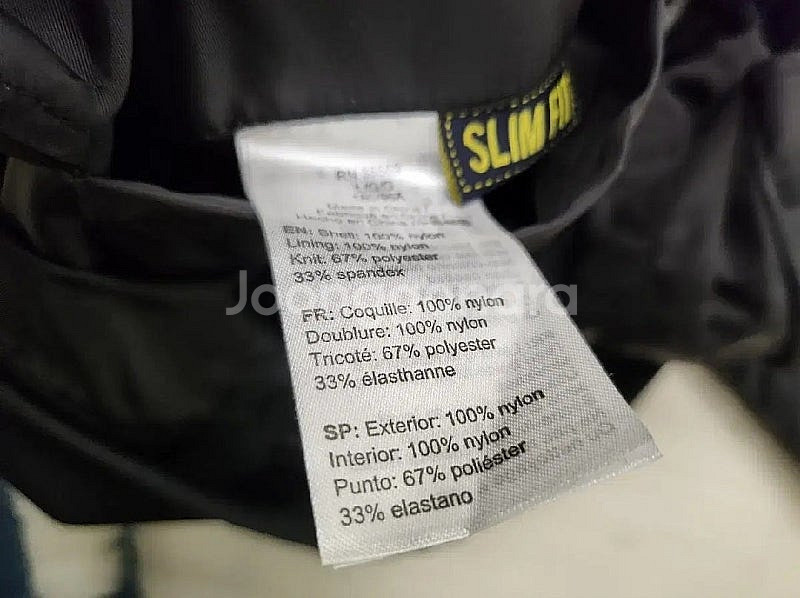 SLIM FIT
EN: Shell: 100% nylon
Lining: 100% nylon
Knit: 67% polyester
33% spandex
FR: Coquille: 100% nylon
Doublure: 100% nylon
Tricoté: 67% polyester
33% élasthanne
SP: Exterior: 100% nylon
Interior: 100% nylon
Punto: 67% poliéster
33% elastano